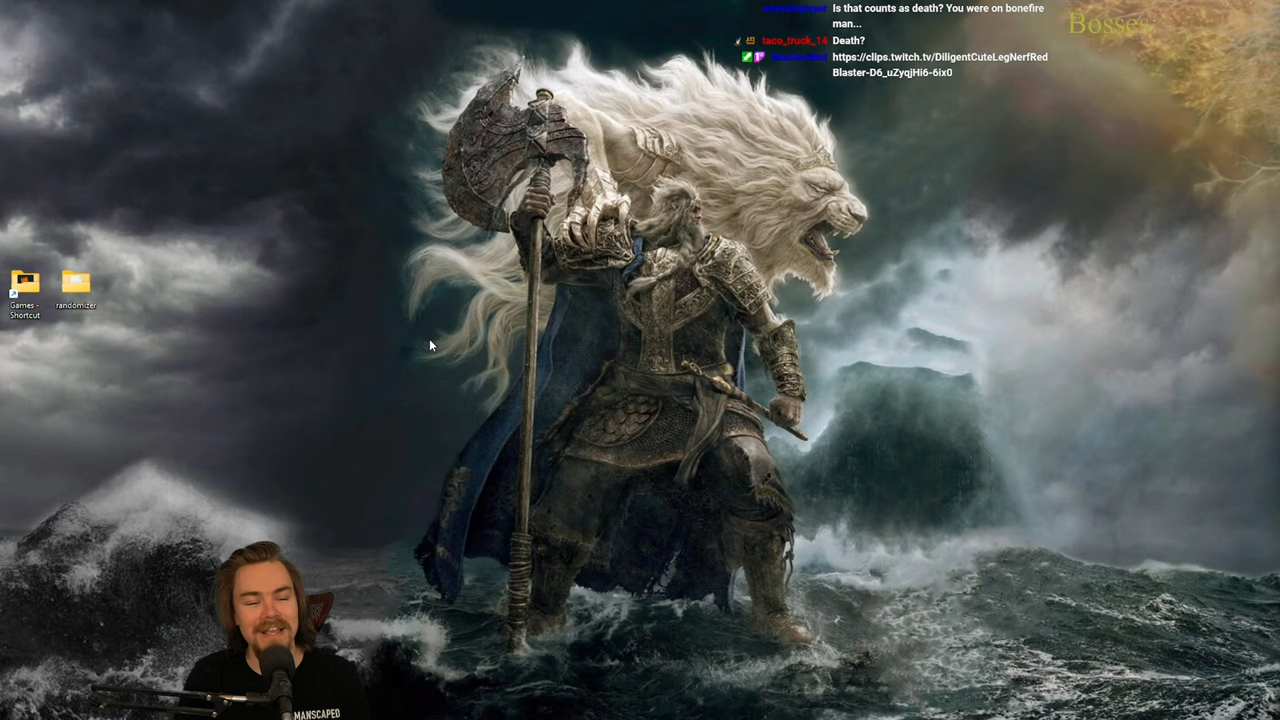 Is that counts as death? You were on bonefire
man...
Bosses:
taco_truck_14 Death?
https://clips.twitch.tv/DiligentCuteLegNerfRed
Blaster-D6_uZyqjHi6-6ix0
Games -
Shortcut
randomizer
MANSCAPED